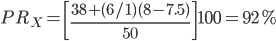 PR_X = [ (38+(6/1)(8−7.5)) / 50 ] 100 = 92%